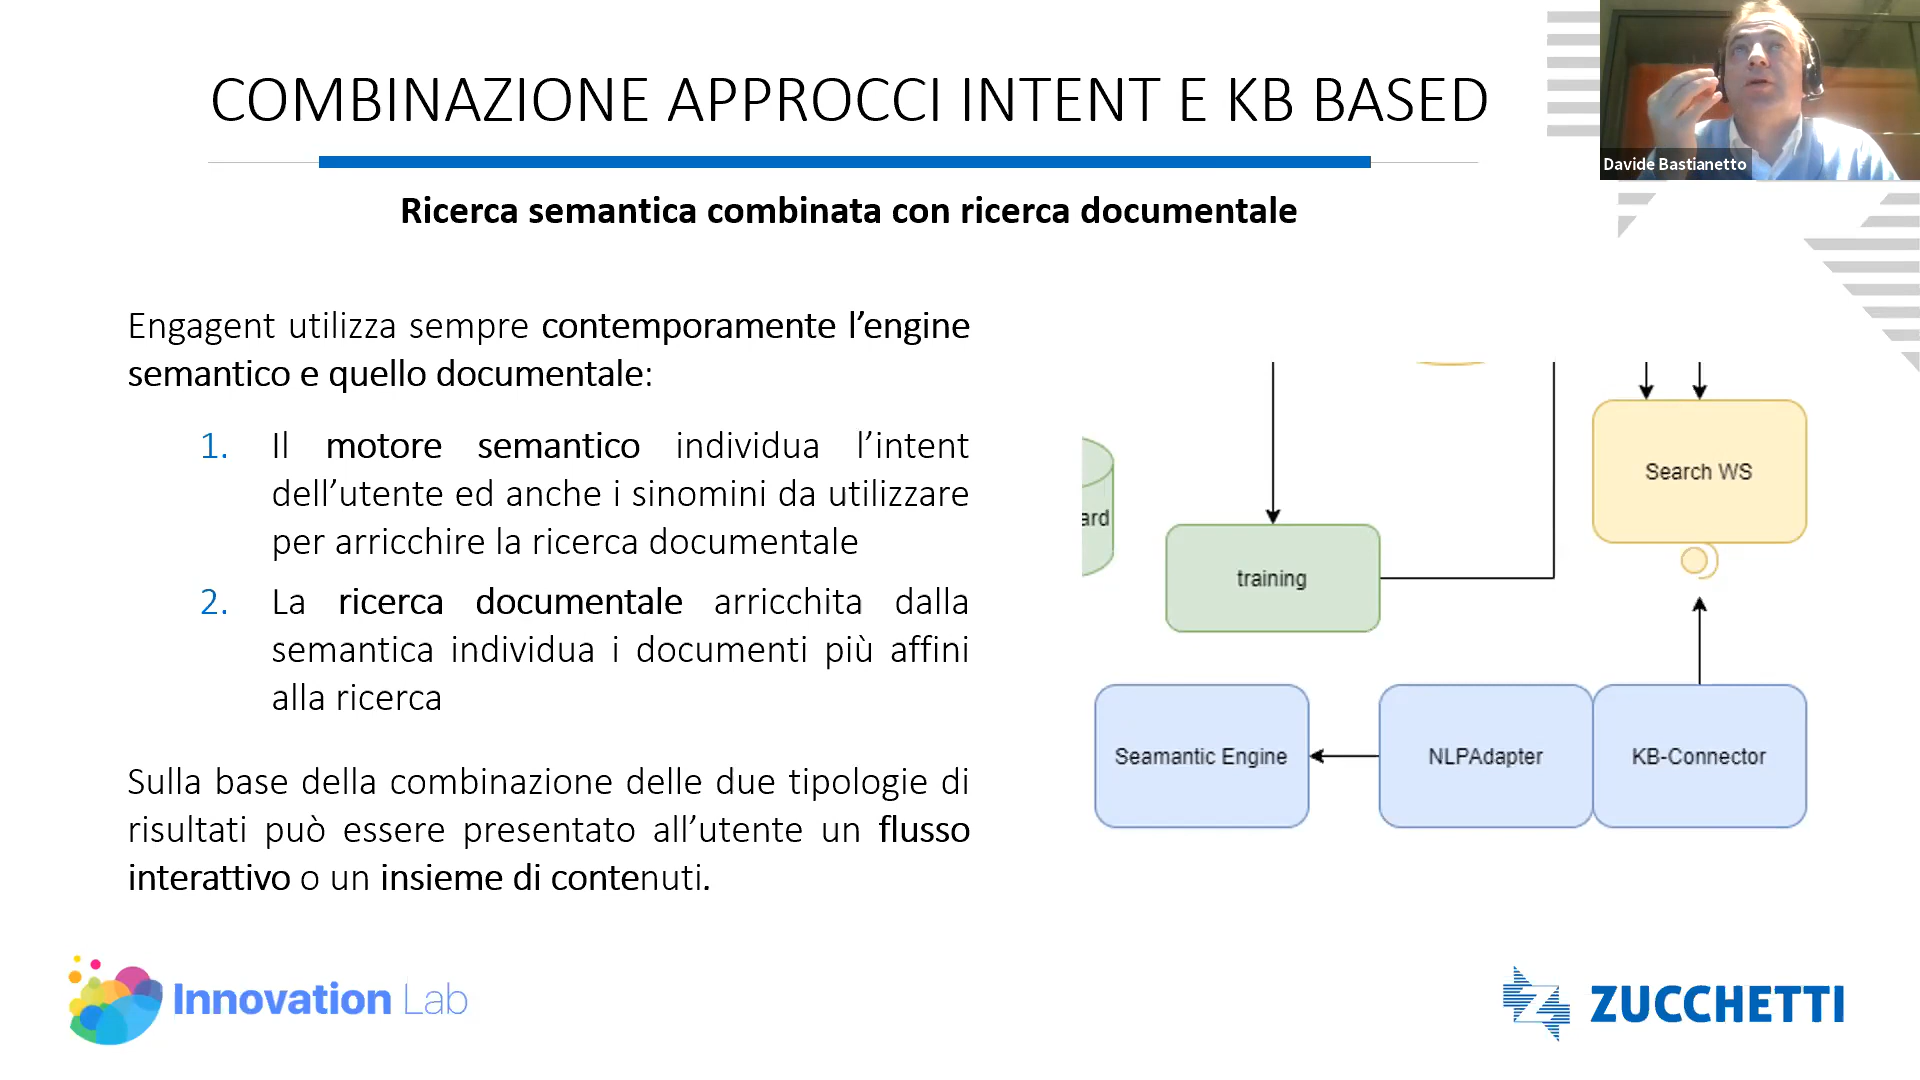 COMBINAZIONE APPROCCI INTENT E KB BASED
Davide Bastianetto
Ricerca semantica combinata con ricerca documentale
Engagent utilizza sempre contemporamente l’engine
semantico e quello documentale:
1. Il motore semantico individua l’intent
dell’utente ed anche i sinomini da utilizzare
per arricchire la ricerca documentale
2. La ricerca documentale arricchita dalla
semantica individua i documenti più affini
alla ricerca
Sulla base della combinazione delle due tipologie di
risultati può essere presentato all’utente un flusso
interattivo o un insieme di contenuti.
Search WS
ard
training
Seamantic Engine
NLPAdapter
KB-Connector
Innovation Lab
Z ZUCCHETTI